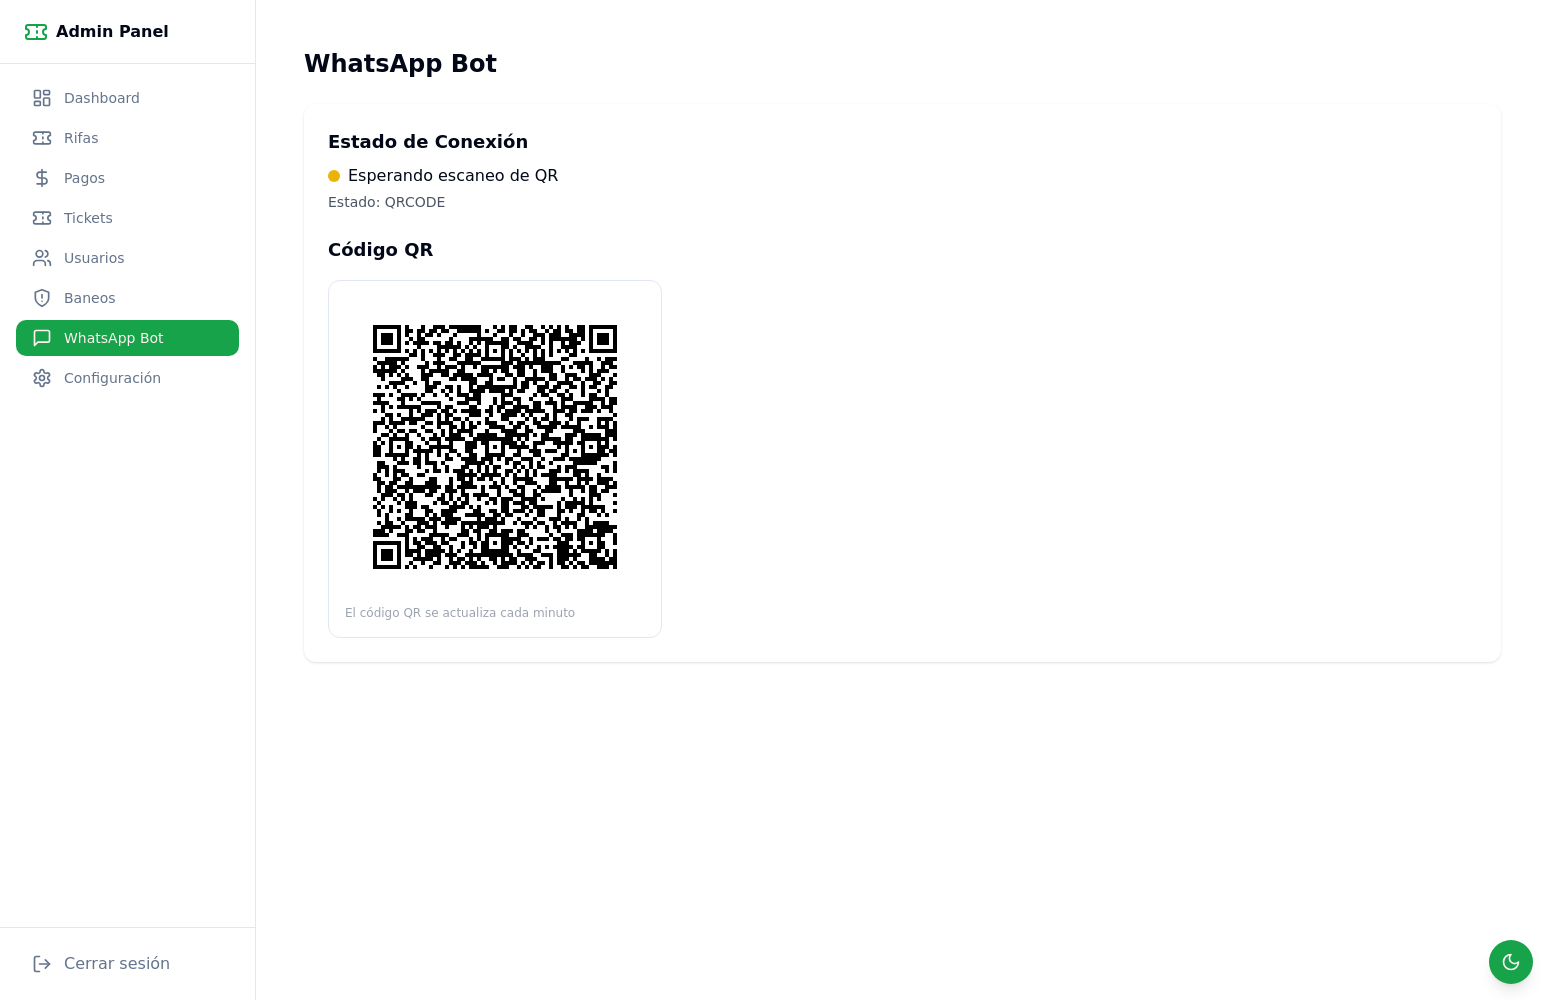 Admin Panel
Dashboard
Rifas
Pagos
Tickets
Usuarios
Baneos
WhatsApp Bot
Configuración
Cerrar sesión
WhatsApp Bot
Estado de Conexión
Esperando escaneo de QR
Estado: QRCODE
Código QR
El código QR se actualiza cada minuto